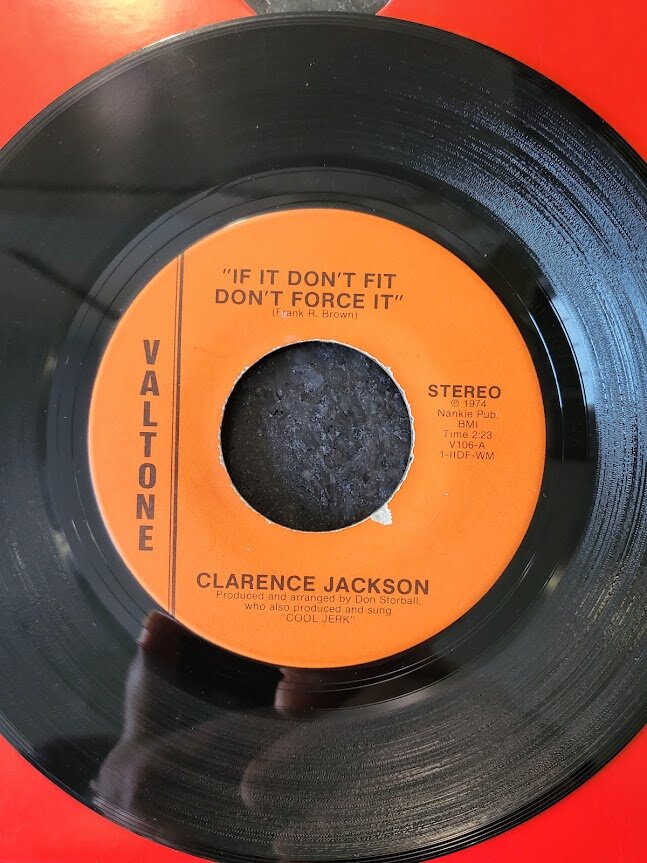 "IF IT DON'T FIT
DON'T FORCE IT"
(Frank R. Brown)
VALTONE
STEREO
℗ 1974
Nankie Pub.
BMI
Time 2:23
V106-A
1-IIDF-WM
CLARENCE JACKSON
Produced and arranged by Don Storball,
who also produced and sung
"COOL JERK"